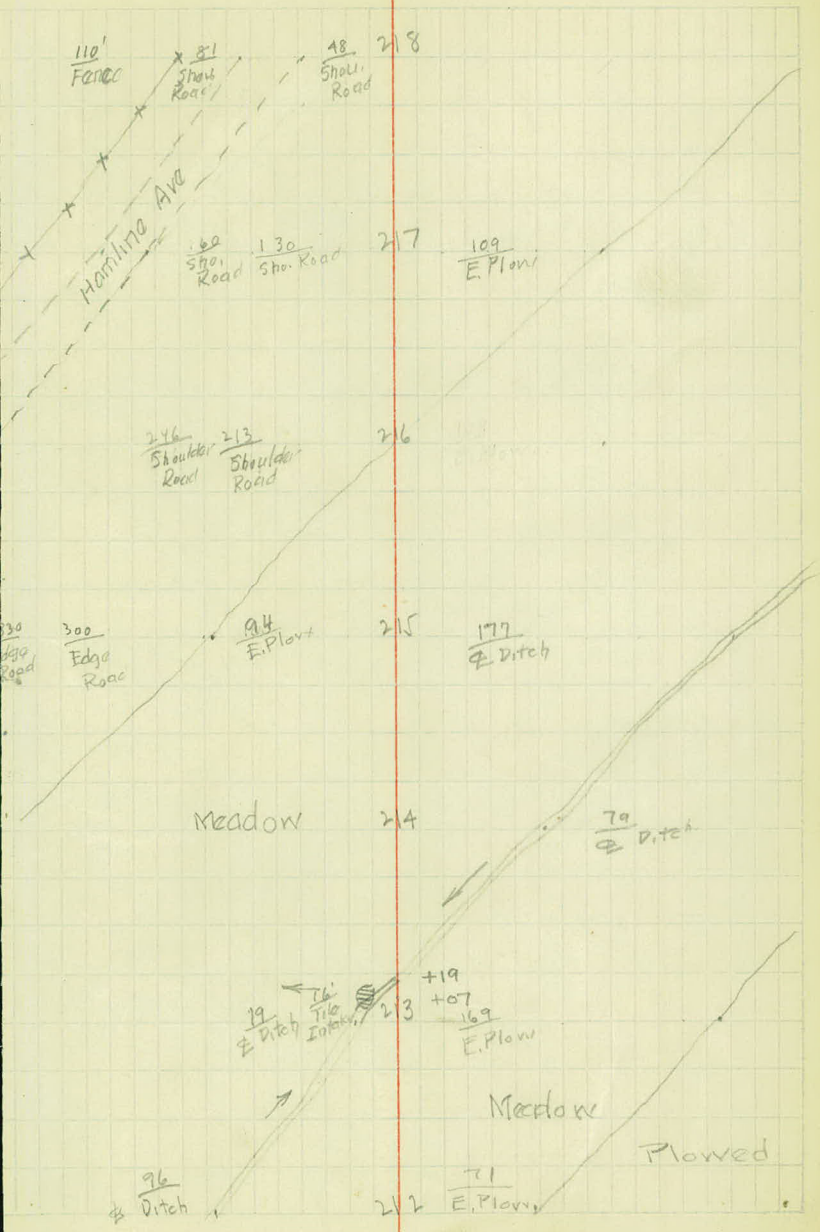 110' 81 48 218
Fence Shou. Shou.
Road Road
Hamline Ave
160 130 217 109
Sho. Sho. Road E. Plow
Road
246 213 216
Shoulder Shoulder
Road Road
330 300 94 215 177
Edge Edge E. Plow ℄ Ditch
Road Road
Meadow 214 79
℄ Ditch
+19
19 16' +07
℄ Ditch Tile 213 169
Intake E. Plow
Meadow
Plowed
96 71
℄ Ditch 212 E. Plow